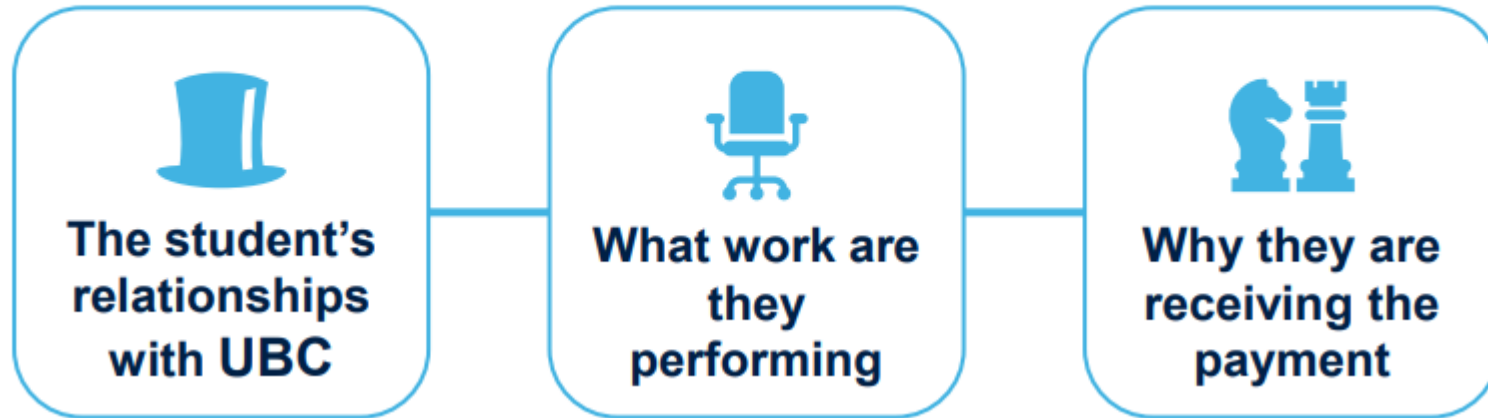 The student’s
relationships
with UBC
What work are
they
performing
Why they are
receiving the
payment